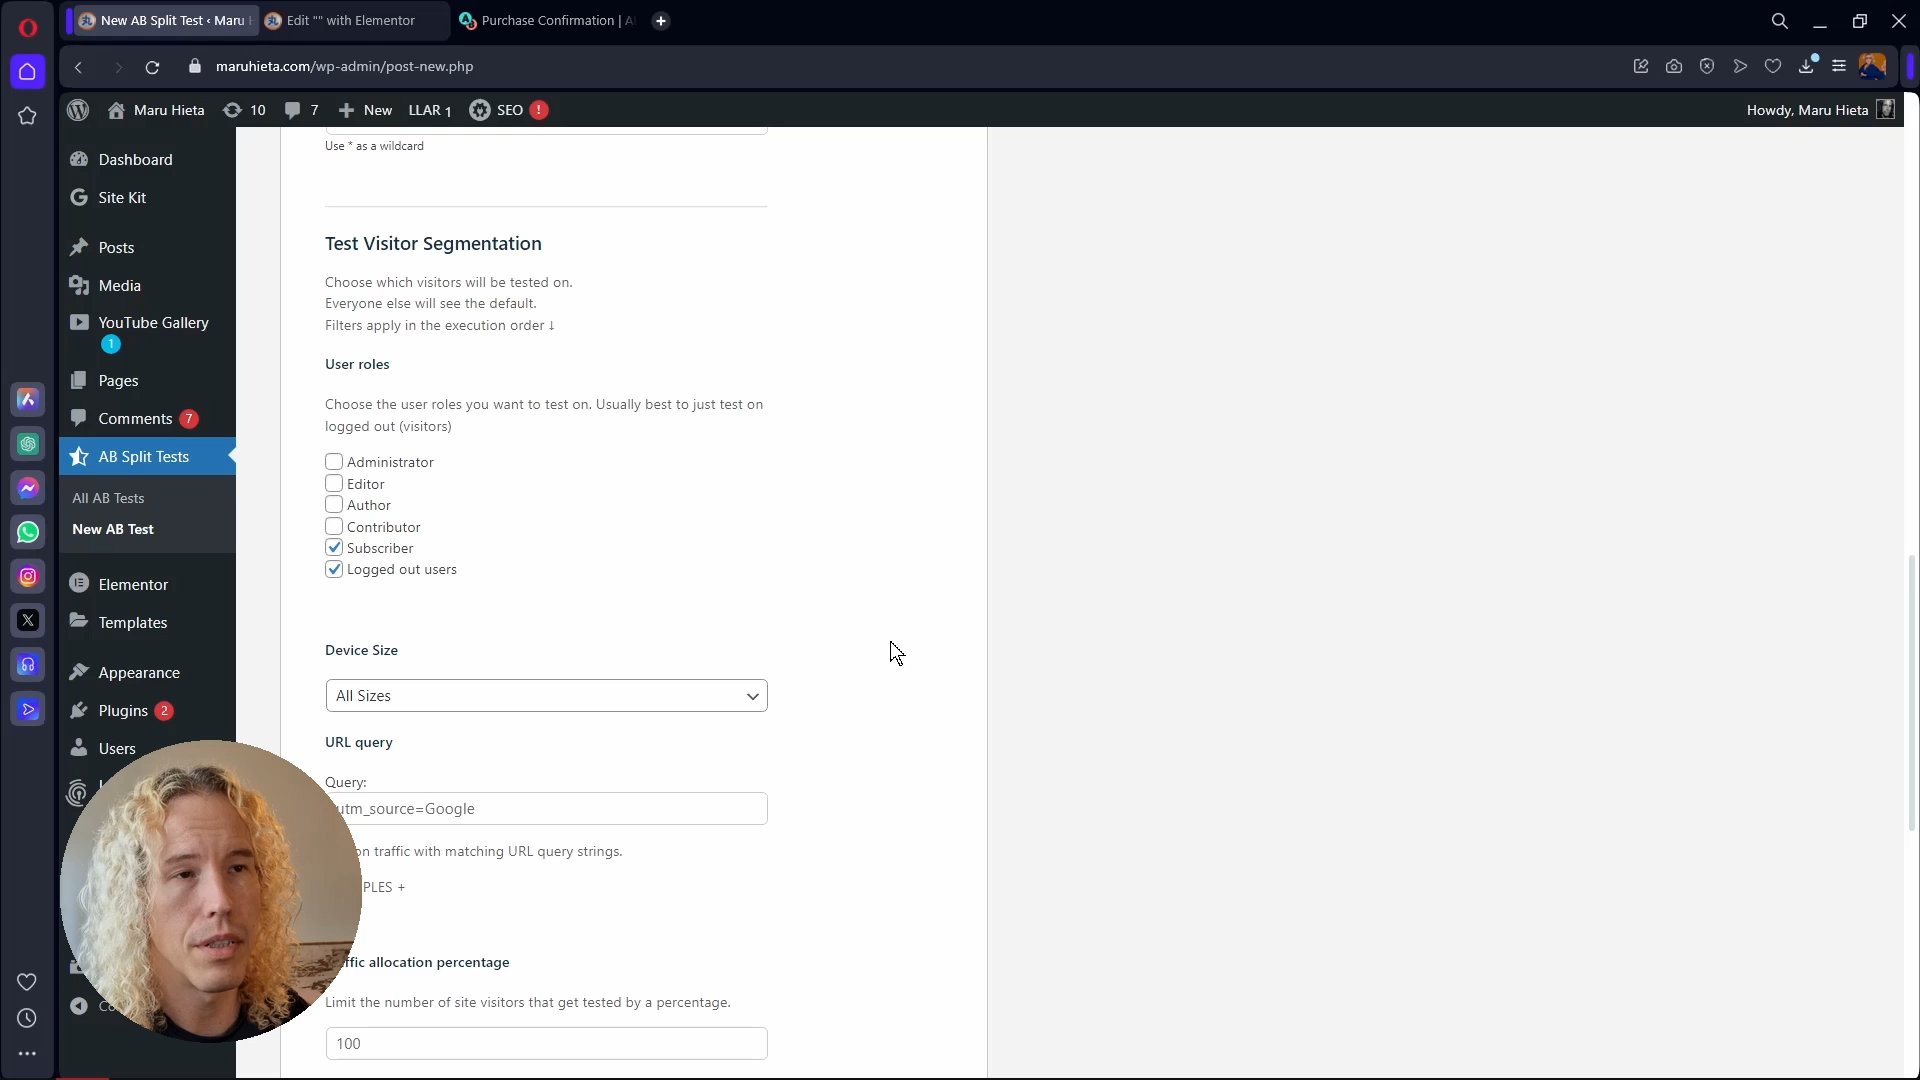 New AB Split Test ‹ Maru
Edit "" with Elementor
Purchase Confirmation | A
maruhieta.com/wp-admin/post-new.php
Maru Hieta
10
7
New
LLAR 1
SEO
!
Howdy, Maru Hieta
Dashboard
Site Kit
Posts
Media
YouTube Gallery
1
Pages
Comments 7
AB Split Tests
All AB Tests
New AB Test
Elementor
Templates
Appearance
Plugins 2
Users
Use * as a wildcard
Test Visitor Segmentation
Choose which visitors will be tested on.
Everyone else will see the default.
Filters apply in the execution order ↓
User roles
Choose the user roles you want to test on. Usually best to just test on
logged out (visitors)
Administrator
Editor
Author
Contributor
Subscriber
Logged out users
Device Size
All Sizes
URL query
Query:
utm_source=Google
on traffic with matching URL query strings.
PLES +
ffic allocation percentage
Limit the number of site visitors that get tested by a percentage.
100